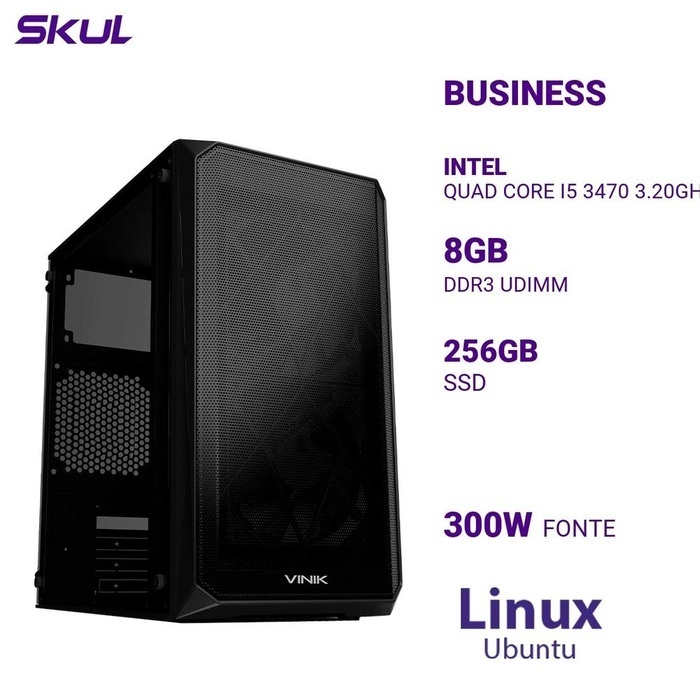 SKUL
BUSINESS
INTEL
QUAD CORE I5 3470 3.20GH
8GB
DDR3 UDIMM
256GB
SSD
300W FONTE
VINIK
Linux
Ubuntu